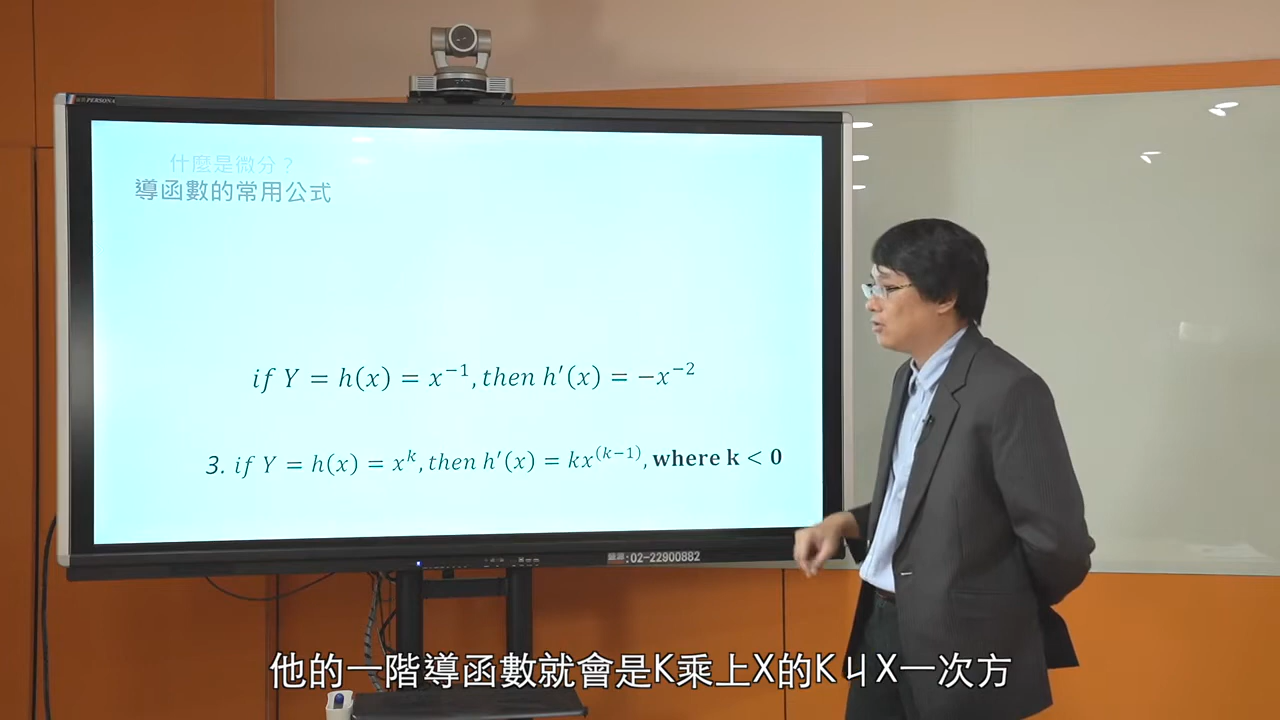 PERSONA
什麼是微分？
導函數的常用公式
if Y = h(x) = x⁻¹, then h′(x) = −x⁻²
3. if Y = h(x) = xᵏ, then h′(x) = kx⁽ᵏ⁻¹⁾, where k < 0
:02-22900882
他的一階導函數就會是K乘上X的KㄐX一次方